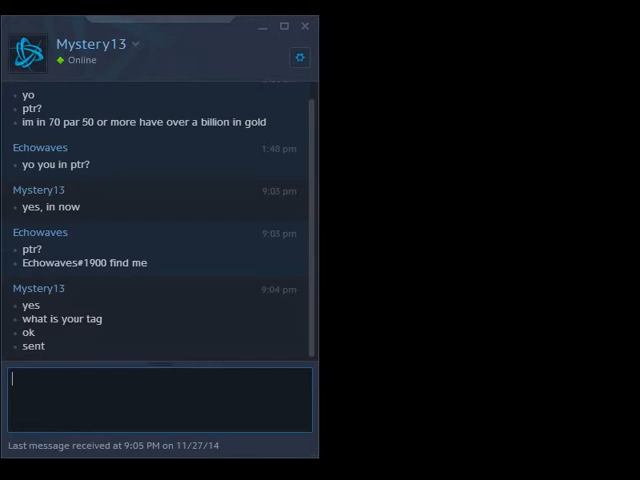 Mystery13
Online
yo
ptr?
im in 70 par 50 or more have over a billion in gold
Echowaves 1:48 pm
yo you in ptr?
Mystery13 9:03 pm
yes, in now
Echowaves 9:03 pm
ptr?
Echowaves#1900 find me
Mystery13 9:04 pm
yes
what is your tag
ok
sent
Last message received at 9:05 PM on 11/27/14